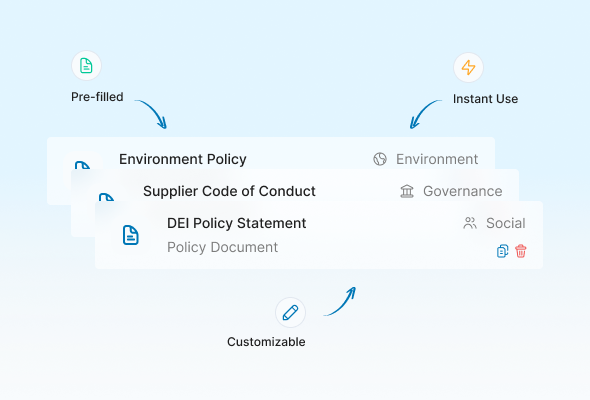 Pre-filled
Instant Use
Environment Policy
Environment
Supplier Code of Conduct
Governance
DEI Policy Statement
Social
Policy Document
Customizable